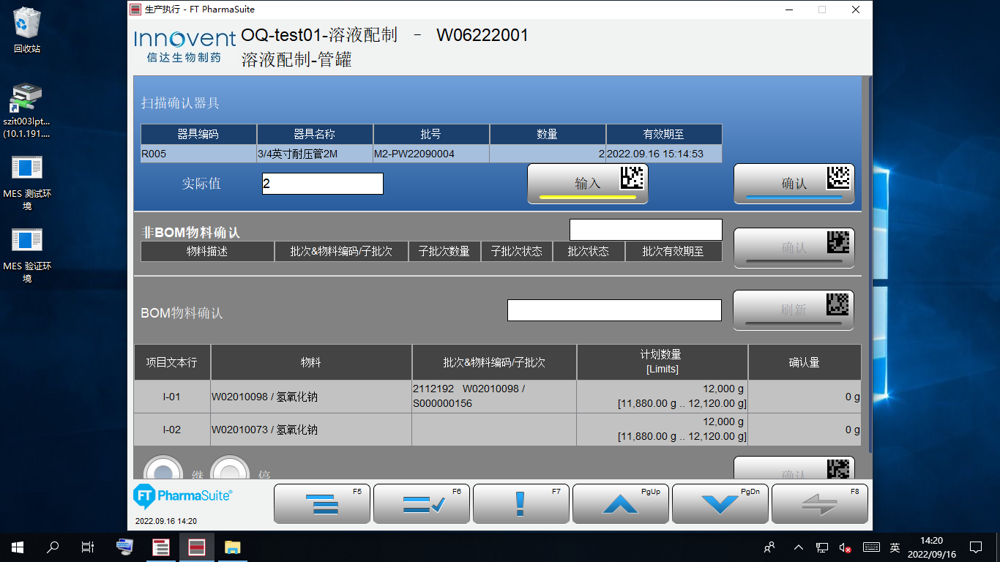 生产执行 - FT PharmaSuite
回收站
szit003lpt...
(10.1.191....
MES 测试环
境
MES 验证环
境
Innovent
信达生物制药
OQ-test01-溶液配制 - W06222001
溶液配制-管罐
扫描确认器具
器具编码 器具名称 批号 数量 有效期至
R005 3/4英寸耐压管2M M2-PW22090004 2 2022.09.16 15:14:53
实际值 2 输入 确认
非BOM物料确认
物料描述 批次&物料编码/子批次 子批次数量 子批次状态 批次状态 批次有效期至
确认
BOM物料确认 刷新
项目文本行 物料 批次&物料编码/子批次 计划数量 确认量
[Limits]
I-01 W02010098 / 氢氧化钠 2112192 W02010098 / 12,000 g 0 g
S000000156 [11,880.00 g .. 12,120.00 g]
I-02 W02010073 / 氢氧化钠 12,000 g 0 g
[11,880.00 g .. 12,120.00 g]
继 停 确认
FT PharmaSuite®
F5 F6 F7 PgUp PgDn F8
2022.09.16 14:20
英
14:20
2022/09/16